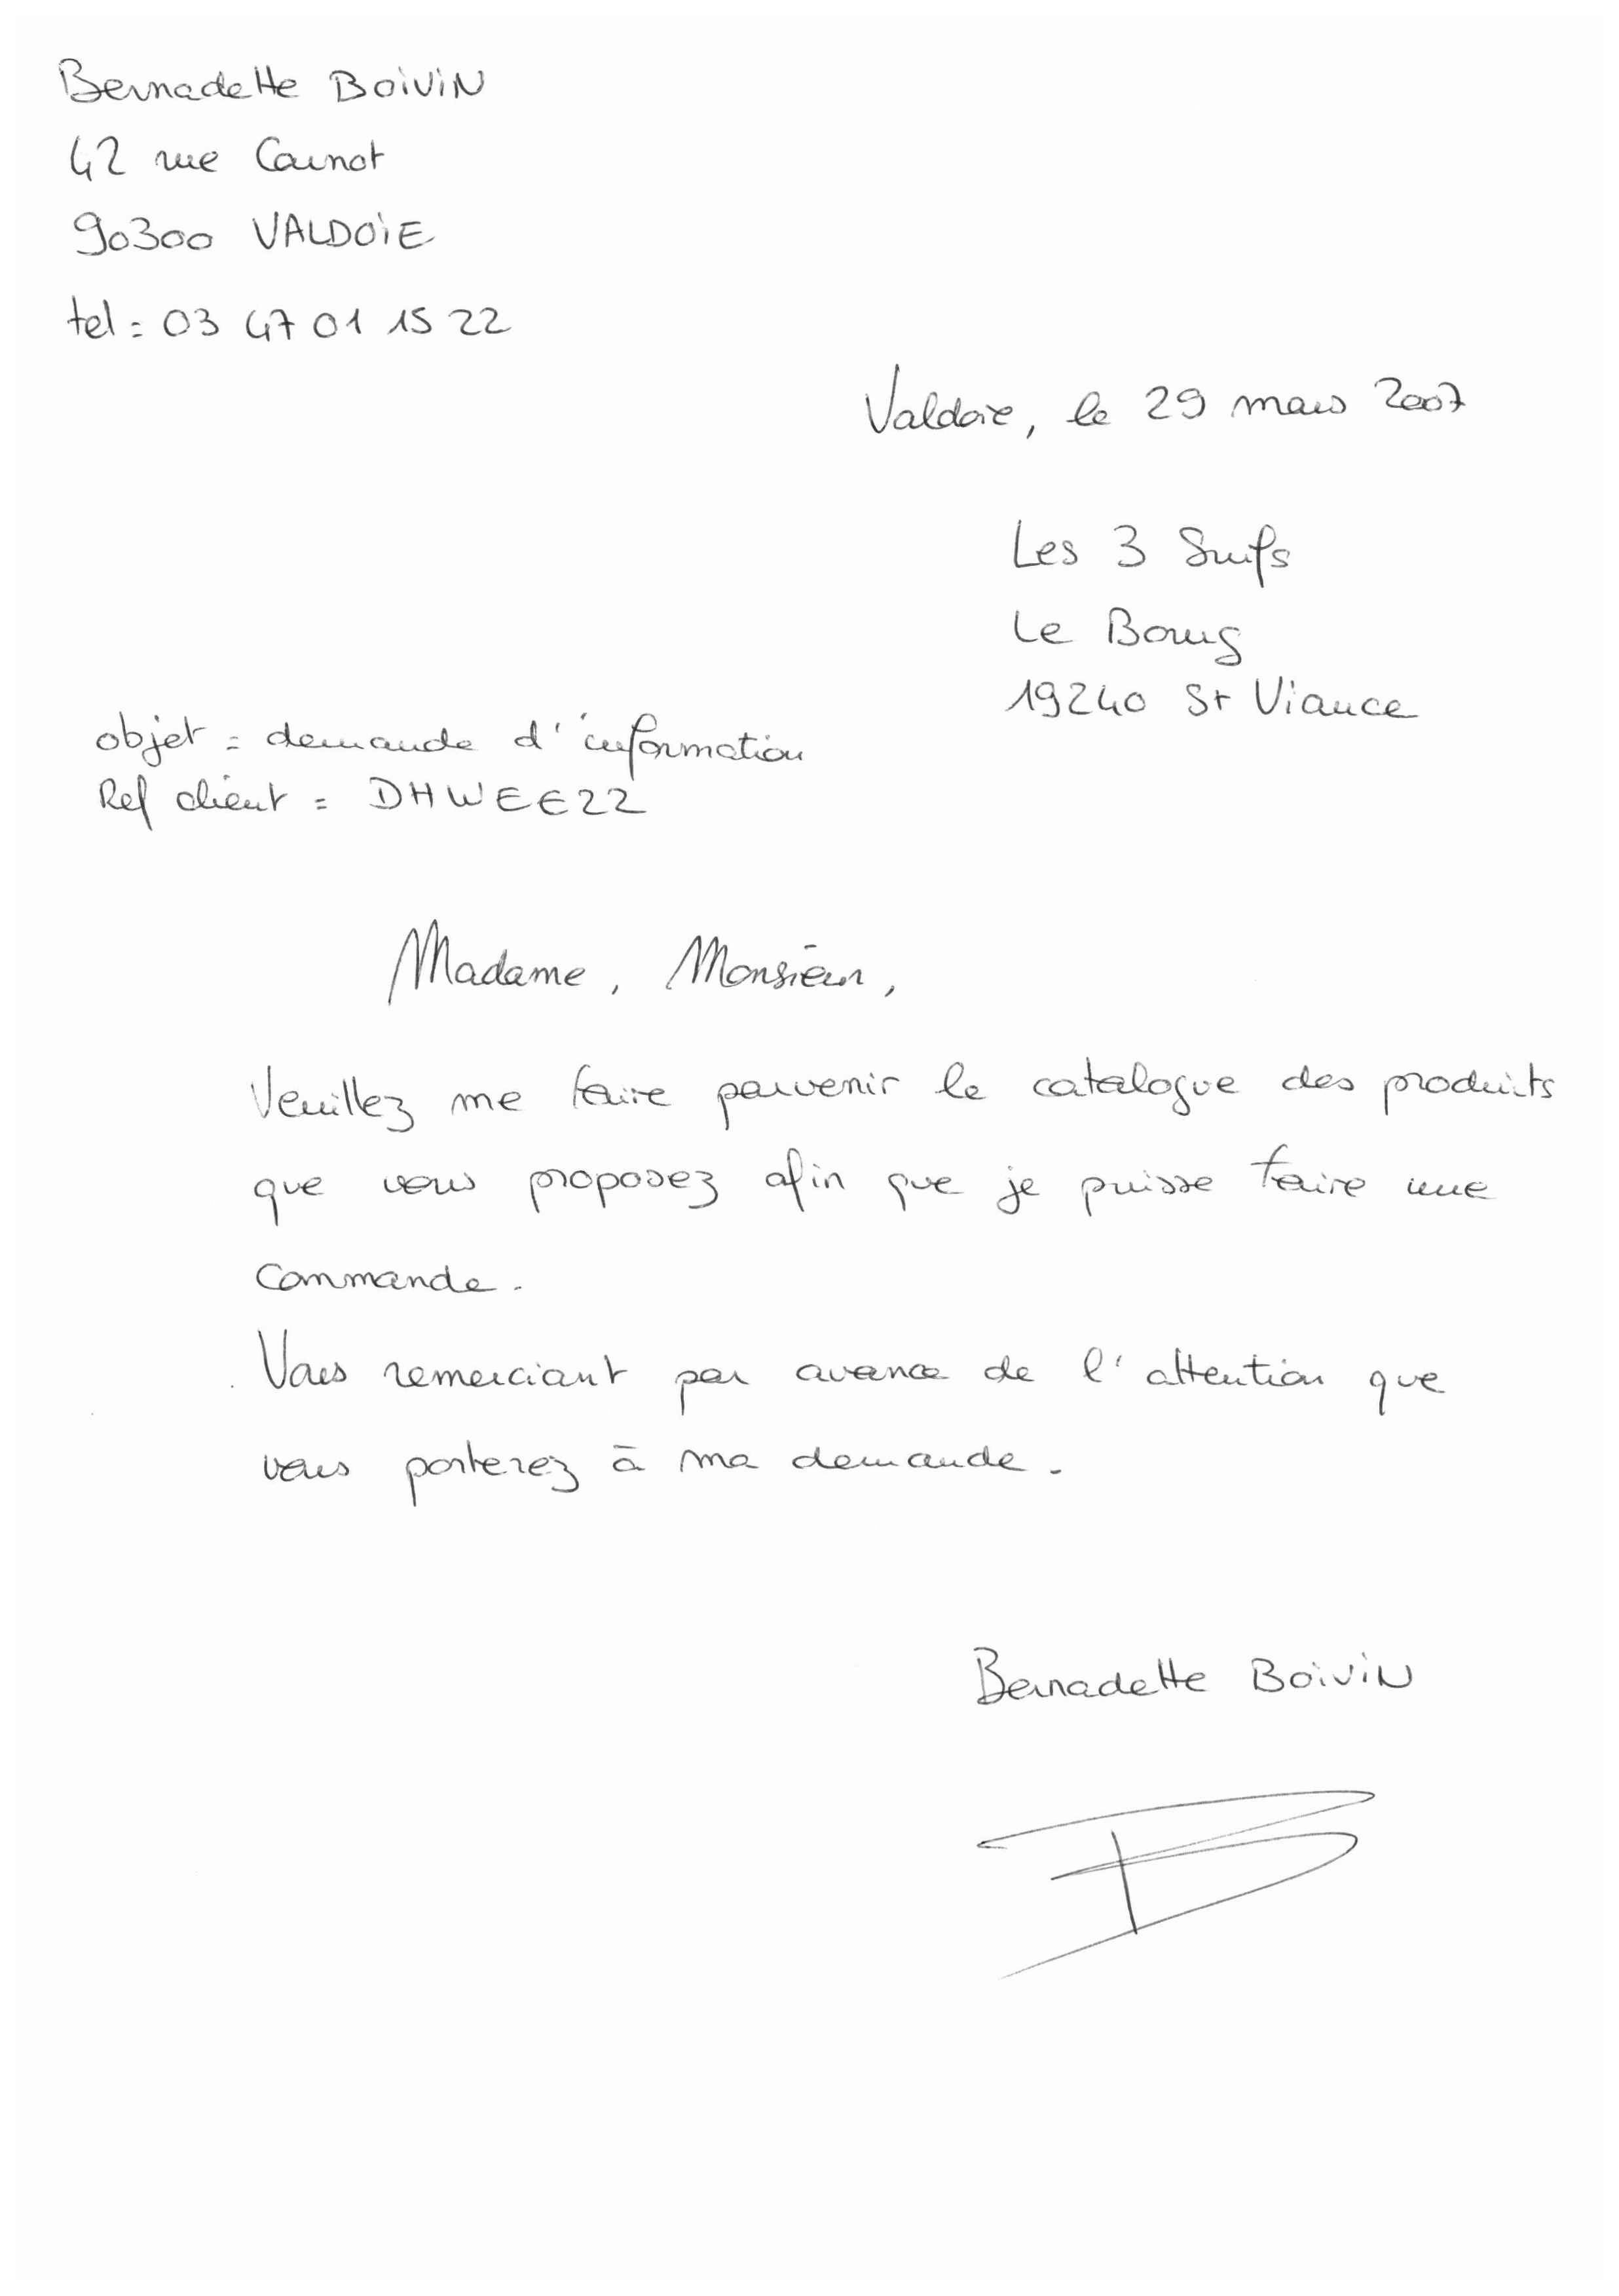 Bernadette BOIVIN
42 rue Carnot
90300 VALDOIE
tel : 03 47 01 15 22
Valdoie, le 29 mars 2007
Les 3 Suifs
Le Bourg
19240 St Viance
objet : demande d'information
Ref client : DHWEE22
Madame, Monsieur,
Veuillez me faire parvenir le catalogue des produits
que vous proposez afin que je puisse faire une
commande.
Vous remerciant par avance de l'attention que
vous porterez à ma demande.
Bernadette BOIVIN